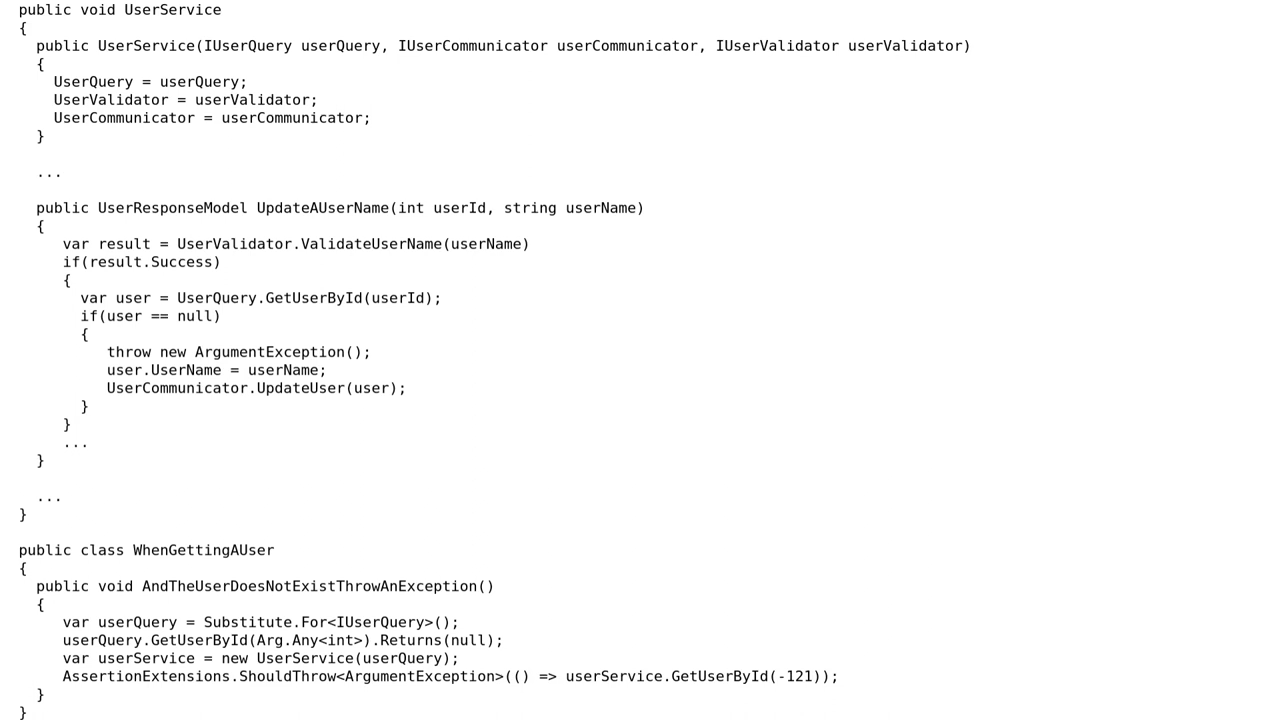 public void UserService
{
  public UserService(IUserQuery userQuery, IUserCommunicator userCommunicator, IUserValidator userValidator)
  {
    UserQuery = userQuery;
    UserValidator = userValidator;
    UserCommunicator = userCommunicator;
  }

  ...

  public UserResponseModel UpdateAUserName(int userId, string userName)
  {
     var result = UserValidator.ValidateUserName(userName)
     if(result.Success)
     {
       var user = UserQuery.GetUserById(userId);
       if(user == null)
       {
          throw new ArgumentException();
          user.UserName = userName;
          UserCommunicator.UpdateUser(user);
       }
     }
     ...
  }

  ...
}

public class WhenGettingAUser
{
  public void AndTheUserDoesNotExistThrowAnException()
  {
     var userQuery = Substitute.For<IUserQuery>();
     userQuery.GetUserById(Arg.Any<int>).Returns(null);
     var userService = new UserService(userQuery);
     AssertionExtensions.ShouldThrow<ArgumentException>(() => userService.GetUserById(-121));
  }
}